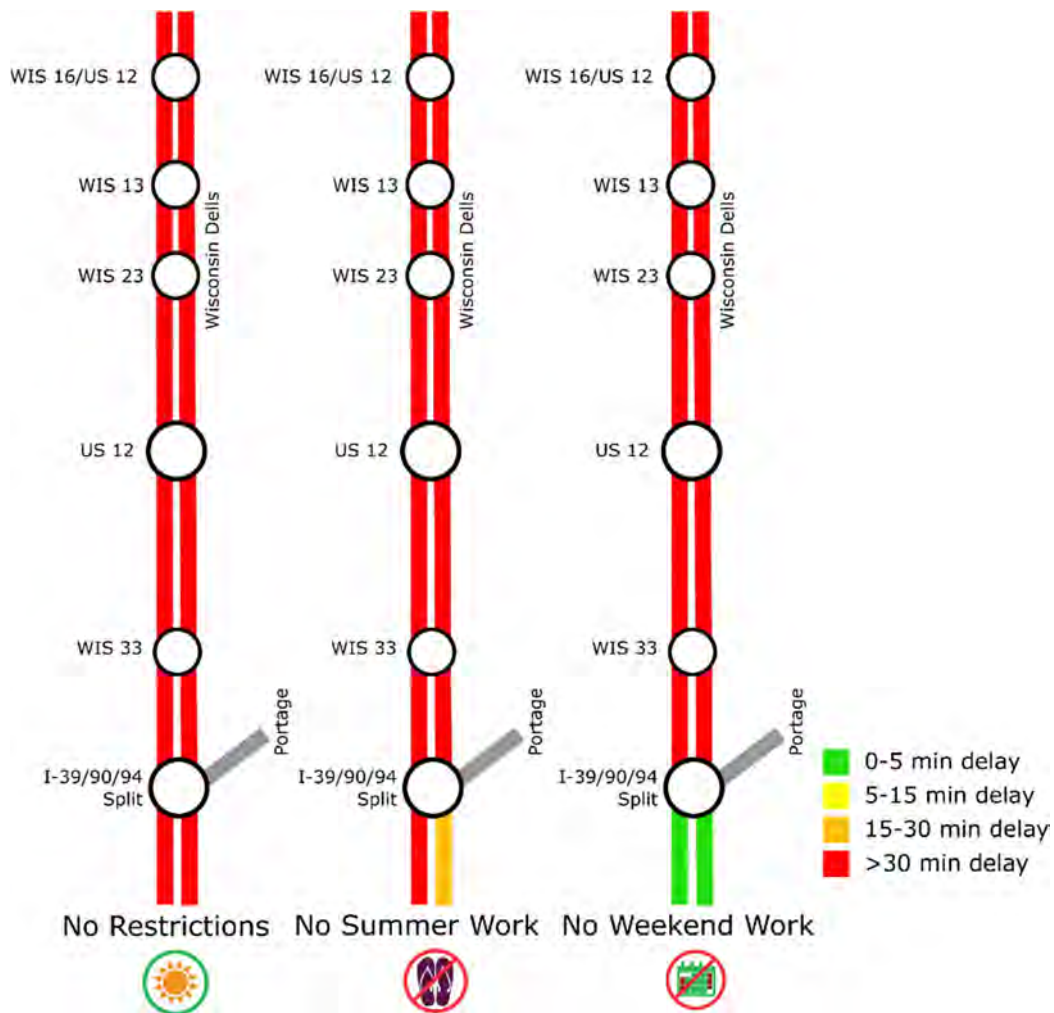 WIS 16/US 12
WIS 13
WIS 23
Wisconsin Dells
US 12
WIS 33
Portage
I-39/90/94
Split
No Restrictions
WIS 16/US 12
WIS 13
WIS 23
Wisconsin Dells
US 12
WIS 33
Portage
I-39/90/94
Split
No Summer Work
WIS 16/US 12
WIS 13
WIS 23
Wisconsin Dells
US 12
WIS 33
Portage
I-39/90/94
Split
No Weekend Work
0-5 min delay
5-15 min delay
15-30 min delay
>30 min delay